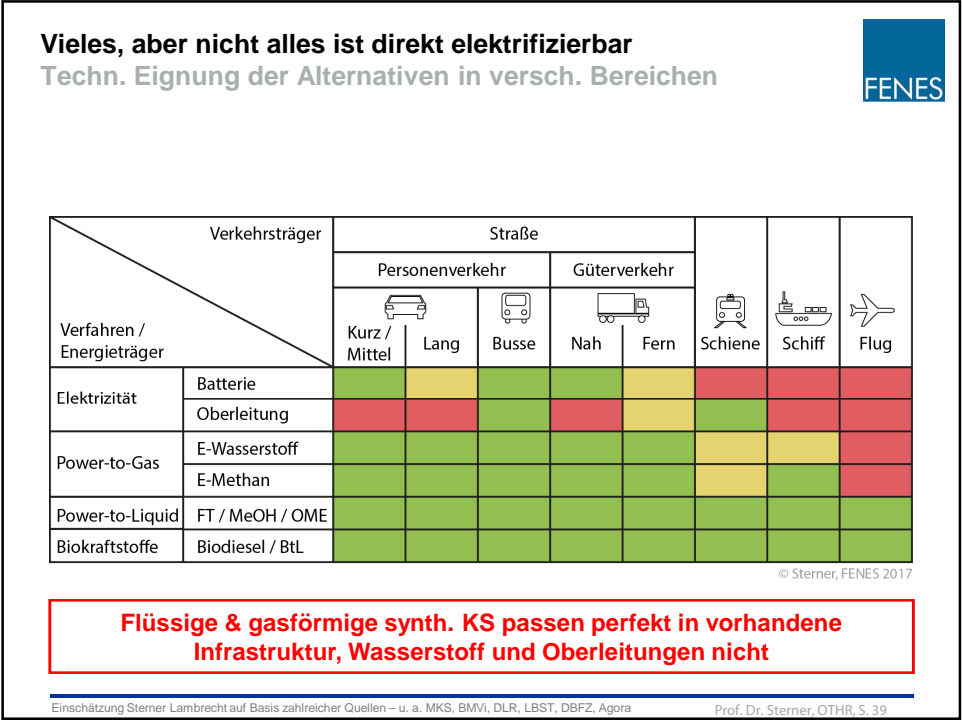 Vieles, aber nicht alles ist direkt elektrifizierbar
Techn. Eignung der Alternativen in versch. Bereichen
FENES
Verkehrsträger
Straße
Personenverkehr
Güterverkehr
Verfahren /
Energieträger
Kurz /
Mittel
Lang
Busse
Nah
Fern
Schiene
Schiff
Flug
Elektrizität
Batterie
Oberleitung
Power-to-Gas
E-Wasserstoff
E-Methan
Power-to-Liquid
FT / MeOH / OME
Biokraftstoffe
Biodiesel / BtL
© Sterner, FENES 2017
Flüssige & gasförmige synth. KS passen perfekt in vorhandene
Infrastruktur, Wasserstoff und Oberleitungen nicht
Einschätzung Sterner Lambrecht auf Basis zahlreicher Quellen – u. a. MKS, BMVi, DLR, LBST, DBFZ, Agora
Prof. Dr. Sterner, OTHR, S. 39